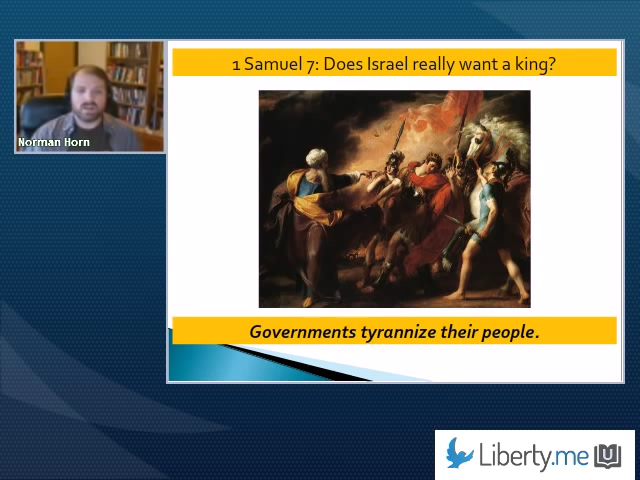 1 Samuel 7: Does Israel really want a king?
Norman Horn
Governments tyrannize their people.
Liberty.me U